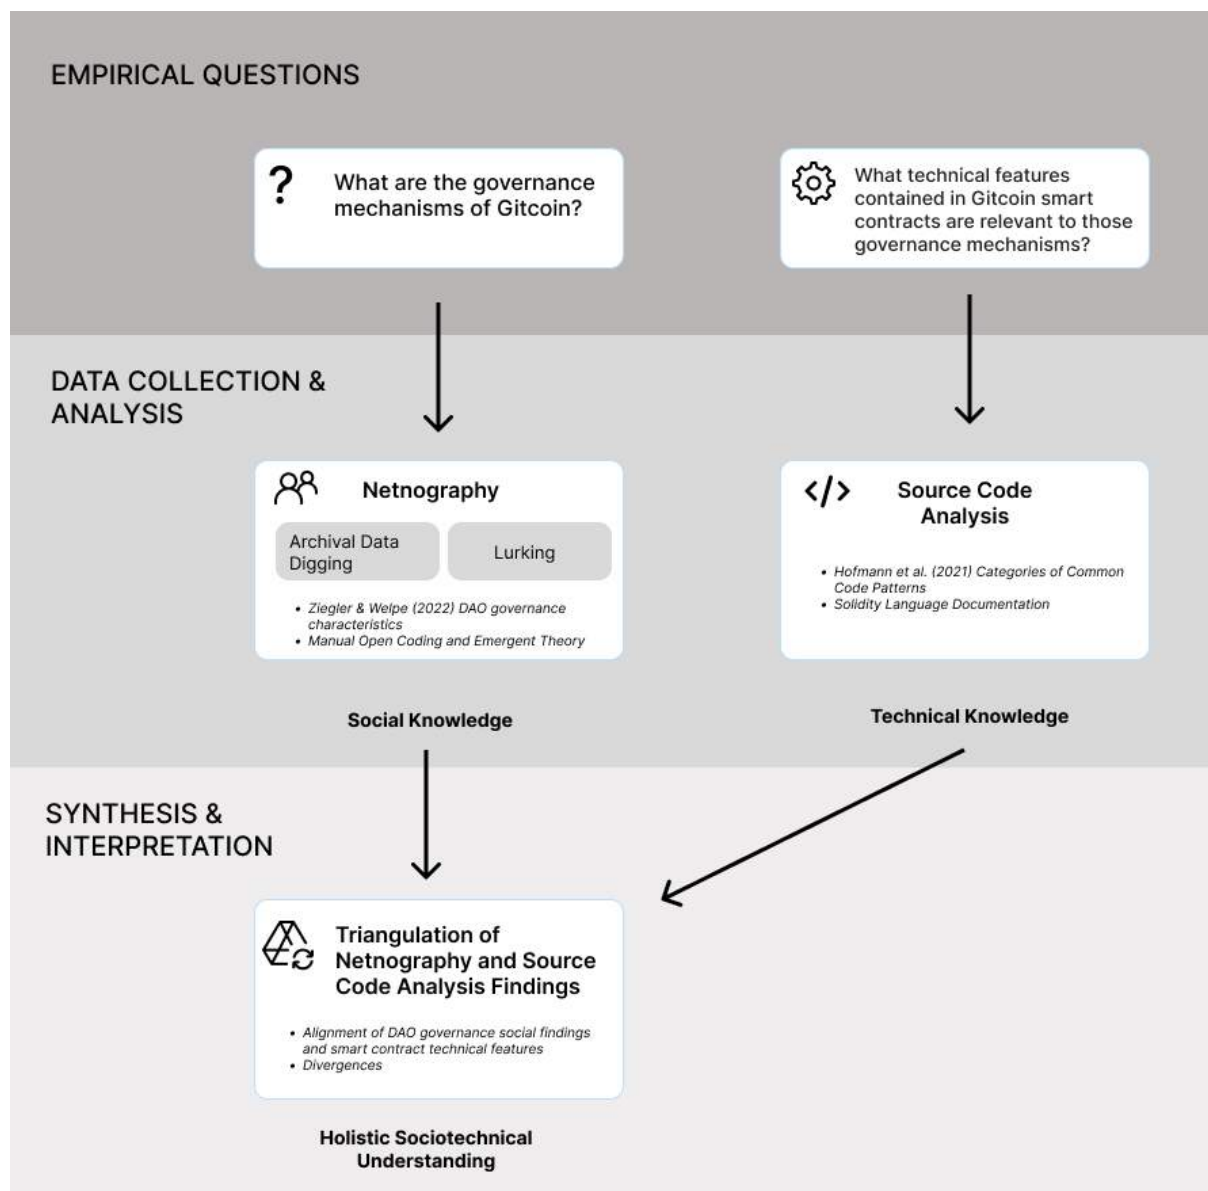 EMPIRICAL QUESTIONS
?
What are the governance
mechanisms of Gitcoin?
What technical features
contained in Gitcoin smart
contracts are relevant to those
governance mechanisms?
DATA COLLECTION &
ANALYSIS
Netnography
Archival Data
Digging
Lurking
• Ziegler & Welpe (2022) DAO governance
characteristics
• Manual Open Coding and Emergent Theory
</>
Source Code
Analysis
• Hofmann et al. (2021) Categories of Common
Code Patterns
• Solidity Language Documentation
Social Knowledge
Technical Knowledge
SYNTHESIS &
INTERPRETATION
Triangulation of
Netnography and Source
Code Analysis Findings
• Alignment of DAO governance social findings
and smart contract technical features
• Divergences
Holistic Sociotechnical
Understanding